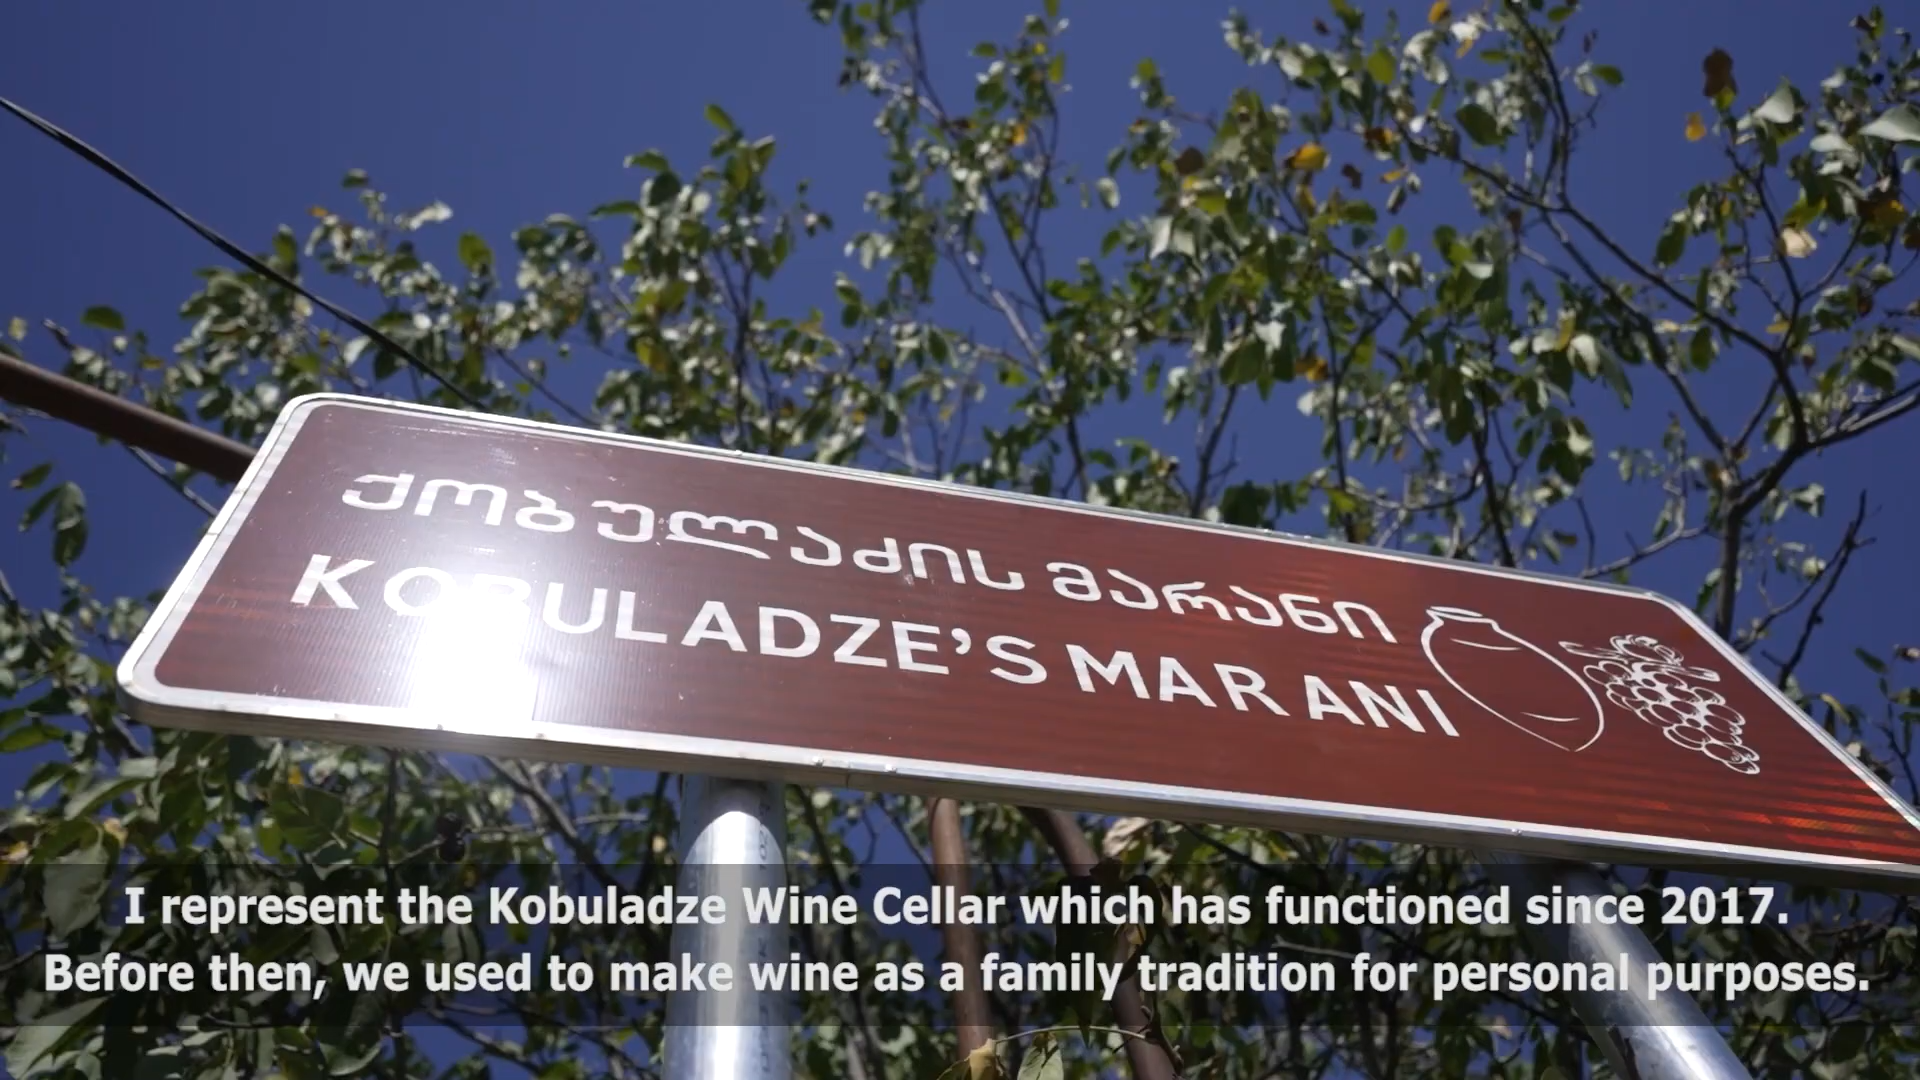 ქობულაძის მარანი
KOBULADZE'S MARANI
I represent the Kobuladze Wine Cellar which has functioned since 2017.
Before then, we used to make wine as a family tradition for personal purposes.